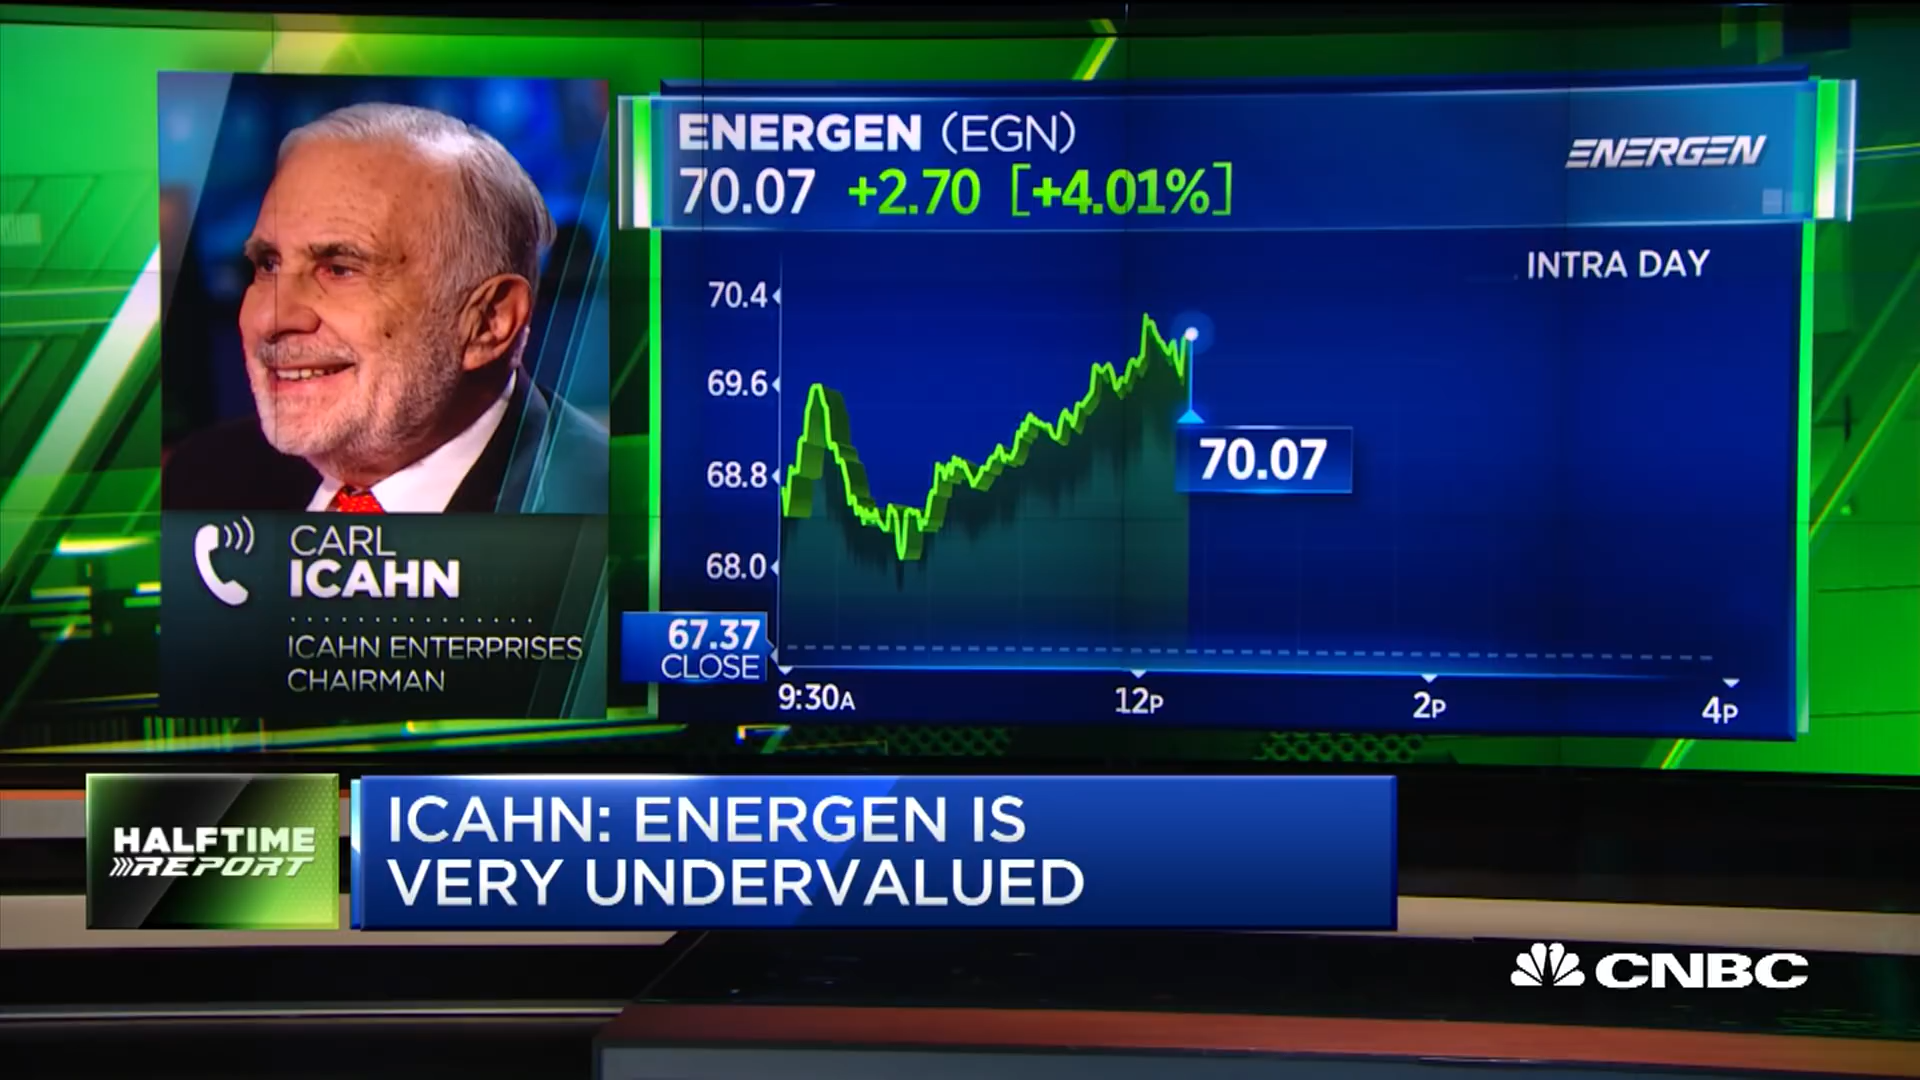 ENERGEN (EGN)
70.07 +2.70 [+4.01%]
ENERGEN
INTRA DAY
70.4
69.6
68.8
68.0
67.37
CLOSE
70.07
9:30A 12P 2P 4P
CARL
ICAHN
ICAHN ENTERPRISES
CHAIRMAN
HALFTIME
REPORT
ICAHN: ENERGEN IS
VERY UNDERVALUED
CNBC